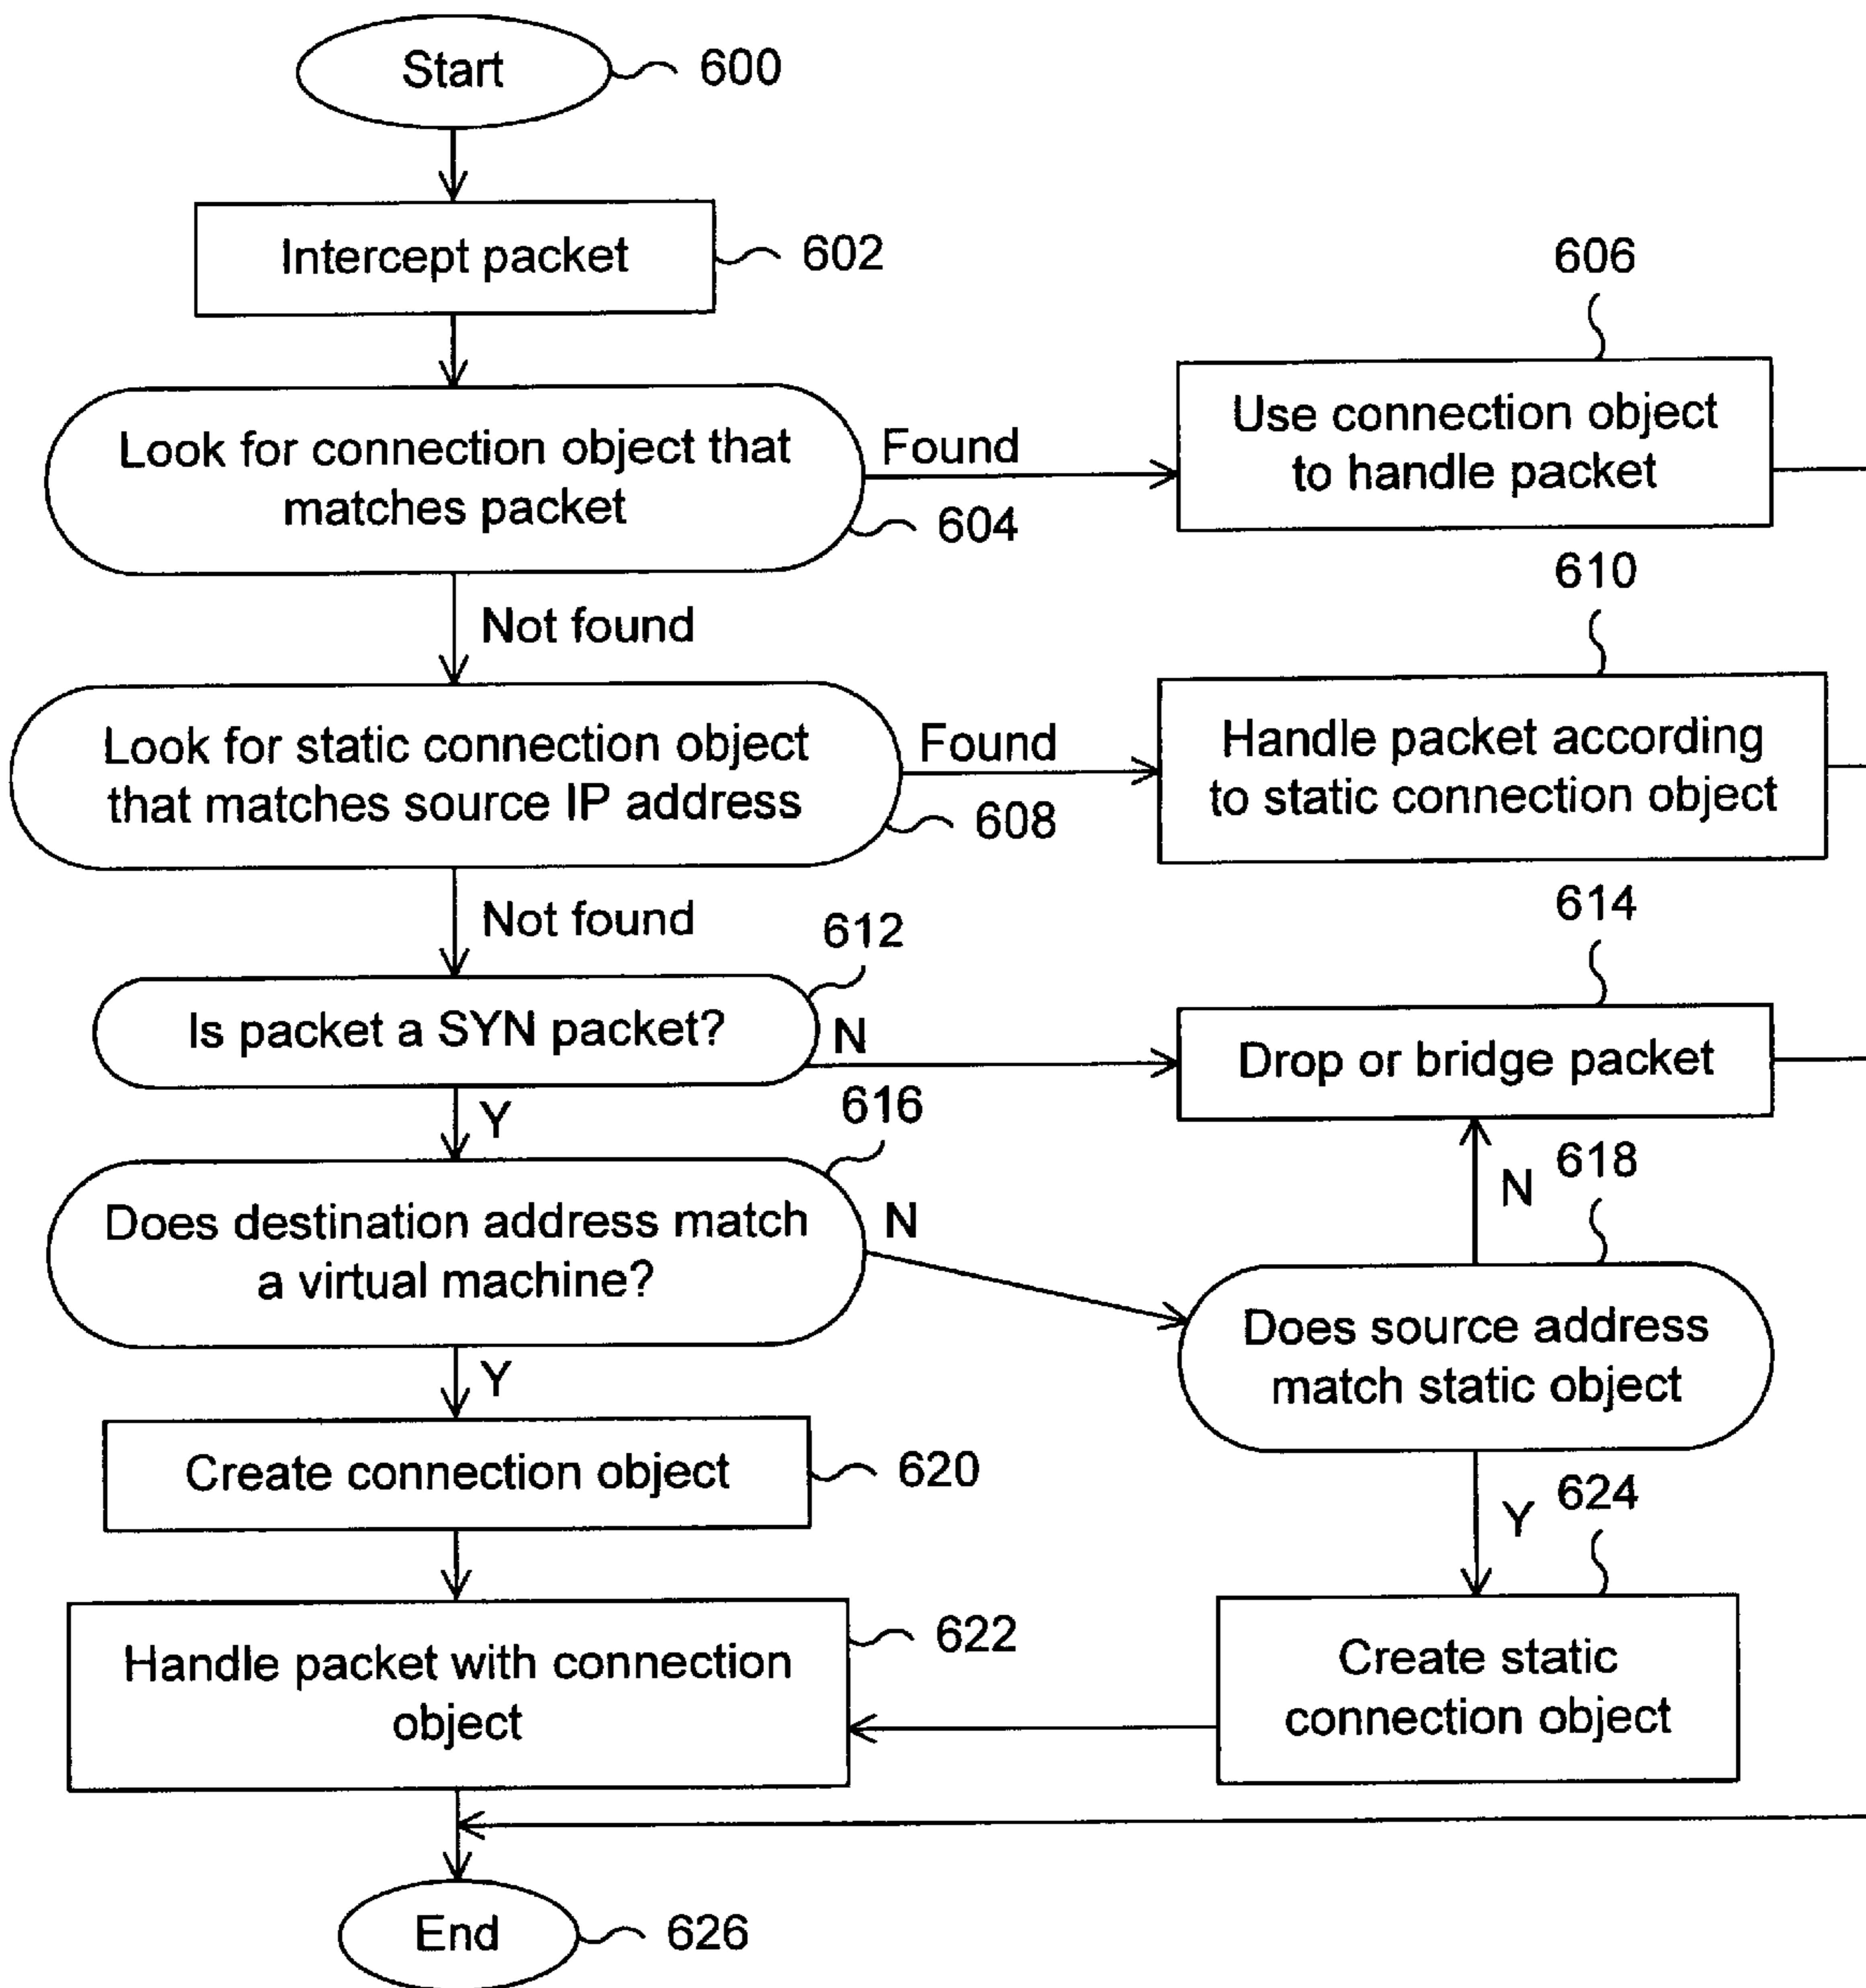 Start
600
Intercept packet
602
606
Look for connection object that
matches packet
604
Found
Use connection object
to handle packet
Not found
610
Look for static connection object
that matches source IP address
608
Found
Handle packet according
to static connection object
Not found
612
614
Is packet a SYN packet?
N
Drop or bridge packet
Y
616
N
618
Does destination address match
a virtual machine?
N
Does source address
match static object
Y
Y
624
Create connection object
620
Handle packet with connection
object
622
Create static
connection object
End
626